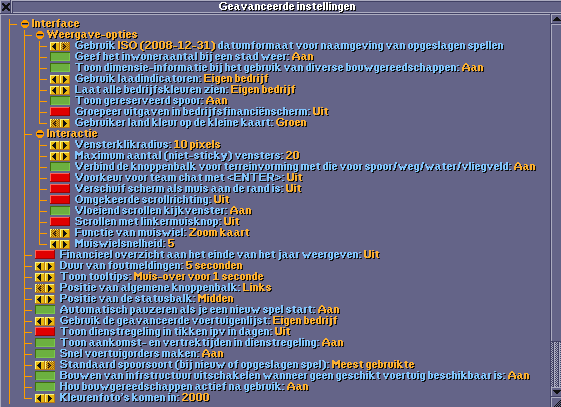 Geavanceerde instellingen
Interface
Weergave-opties
Gebruik ISO (2008-12-31) datumformaat voor naamgeving van opgeslagen spellen
Geef het inwoneraantal bij een stad weer: Aan
Toon dimensie-informatie bij het gebruik van diverse bouwgereedschappen: Aan
Gebruik laadindicatoren: Eigen bedrijf
Laat alle bedrijfskleuren zien: Eigen bedrijf
Toon gereserveerd spoor: Aan
Groepeer uitgaven in bedrijfsfinanciënscherm: Uit
Gebruiker land kleur op de kleine kaart: Groen
Interactie
Vensterklikradius: 10 pixels
Maximum aantal (niet-sticky) vensters: 20
Verbind de knoppenbalk voor terreinvorming met die voor spoor/weg/water/vliegveld: Aan
Voorkeur voor team chat met <ENTER>: Uit
Verschuif scherm als muis aan de rand is: Uit
Omgekeerde scrollrichting: Uit
Vloeiend scrollen kijkvenster: Aan
Scrollen met linkermuisknop: Uit
Functie van muiswiel: Zoom kaart
Muiswielsnelheid: 5
Financieel overzicht aan het einde van het jaar weergeven: Uit
Duur van foutmeldingen: 5 seconden
Toon tooltips: Muis-over voor 1 seconde
Positie van algemene knoppenbalk: Links
Positie van de statusbalk: Midden
Automatisch pauzeren als je een nieuw spel start: Aan
Gebruik de geavanceerde voertuigenlijst: Eigen bedrijf
Toon dienstregeling in tikken ipv in dagen: Uit
Toon aankomst- en vertrektijden in dienstregeling: Aan
Snel voertuigorders maken: Aan
Standaard spoorsoort (bij nieuw of opgeslagen spel): Meest gebruikte
Bouwen van infrstructuur uitschakelen wanneer geen geschikt voertuig beschikbaar is: Aan
Hou bouwgereedschappen actief na gebruik: Aan
Kleurenfoto's komen in: 2000